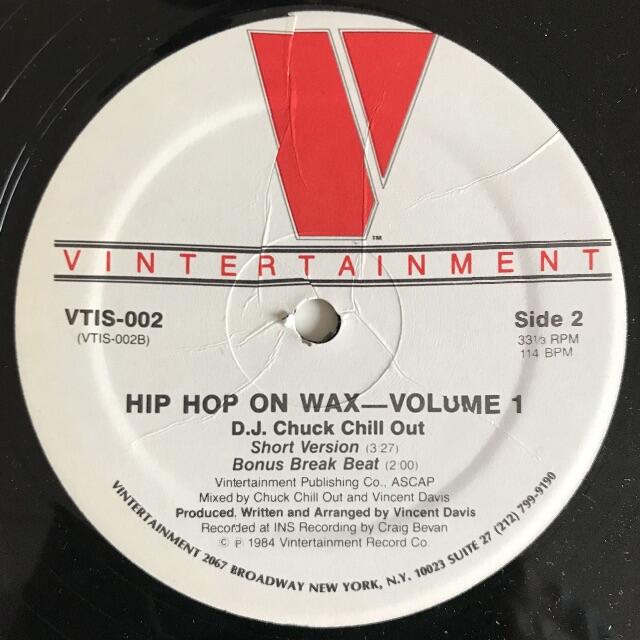 TM
VINTERTAINMENT
VTIS-002
(VTIS-002B)
Side 2
33 1/3 RPM
114 BPM
HIP HOP ON WAX—VOLUME 1
D.J. Chuck Chill Out
Short Version (3:27)
Bonus Break Beat (2:00)
Vintertainment Publishing Co., ASCAP
Mixed by Chuck Chill Out and Vincent Davis
Produced, Written and Arranged by Vincent Davis
Recorded at INS Recording by Craig Bevan
© ℗ 1984 Vintertainment Record Co.
VINTERTAINMENT 2067 BROADWAY NEW YORK, N.Y. 10023 SUITE 27 (212) 799-9190